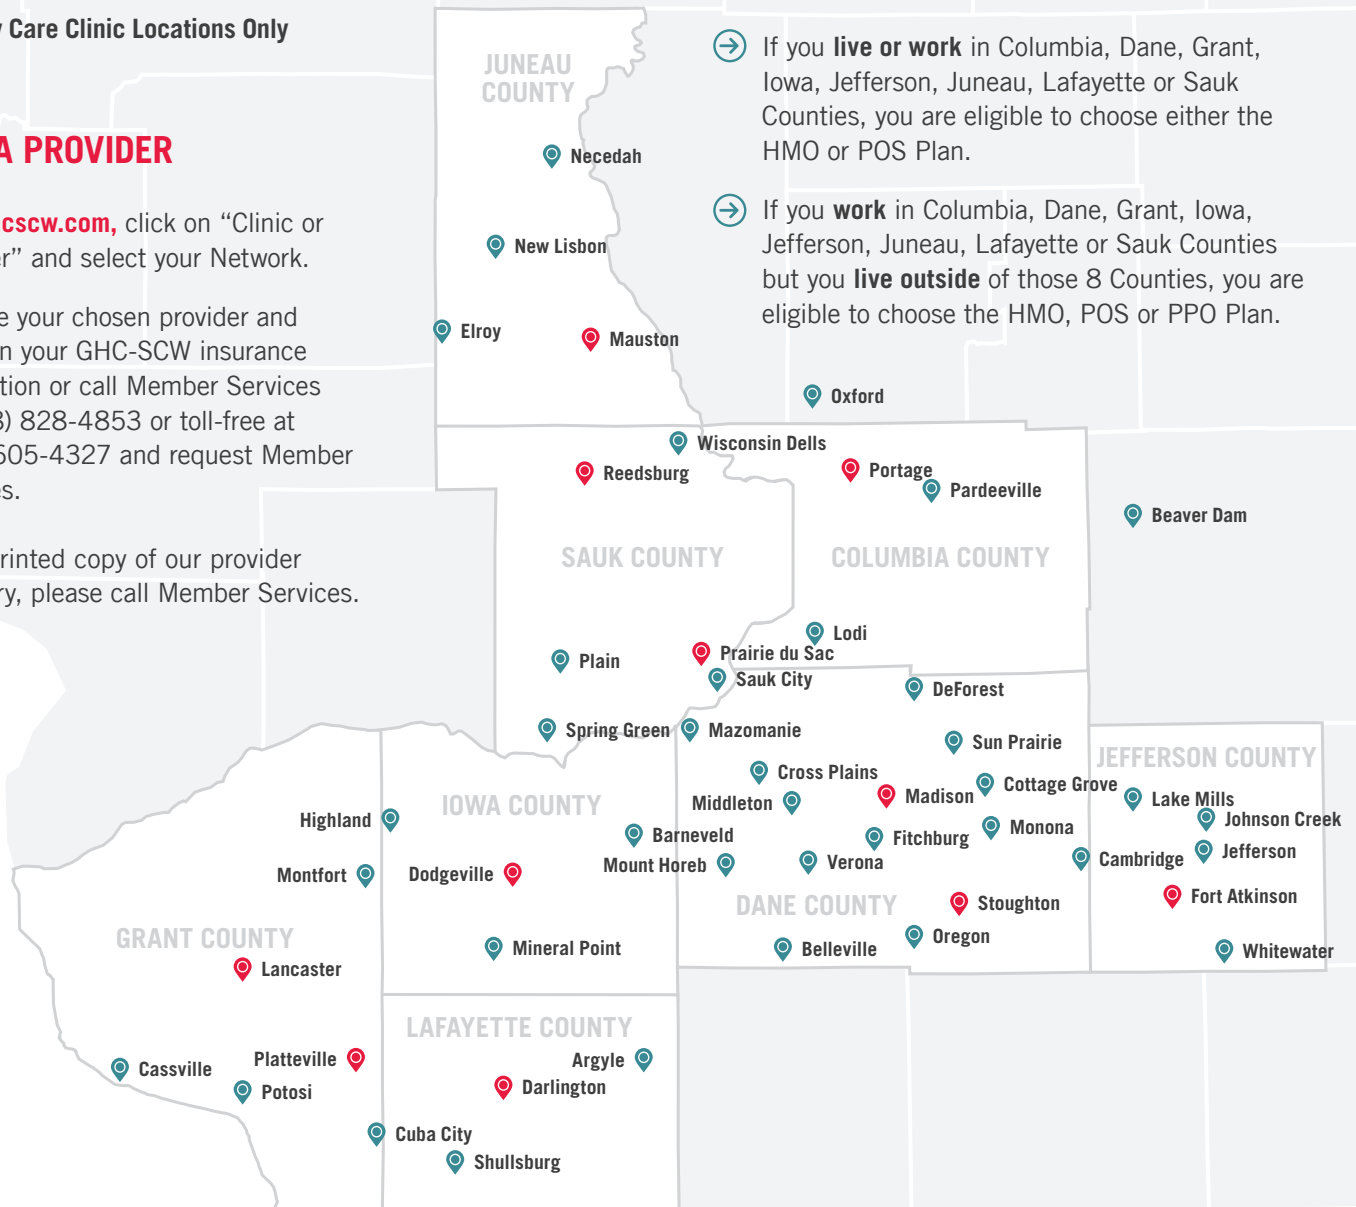 Care Clinic Locations Only
A PROVIDER
cscw.com, click on “Clinic or
and select your Network.
your chosen provider and
your GHC-SCW insurance
or call Member Services
828-4853 or toll-free at
605-4327 and request Member
copy of our provider
please call Member Services.
If you live or work in Columbia, Dane, Grant,
Iowa, Jefferson, Juneau, Lafayette or Sauk
Counties, you are eligible to choose either the
HMO or POS Plan.
If you work in Columbia, Dane, Grant, Iowa,
Jefferson, Juneau, Lafayette or Sauk Counties
but you live outside of those 8 Counties, you are
eligible to choose the HMO, POS or PPO Plan.
JUNEAU
COUNTY
Necedah
New Lisbon
Elroy
Mauston
Oxford
Wisconsin Dells
Reedsburg
Portage
Pardeeville
Beaver Dam
SAUK COUNTY
COLUMBIA COUNTY
Lodi
Prairie du Sac
Plain
Sauk City
DeForest
Spring Green
Mazomanie
Sun Prairie
JEFFERSON COUNTY
Cross Plains
Cottage Grove
Middleton
Madison
Lake Mills
IOWA COUNTY
Highland
Johnson Creek
Barneveld
Monona
Fitchburg
Jefferson
Mount Horeb
Verona
Cambridge
Montfort
Dodgeville
Fort Atkinson
DANE COUNTY
Stoughton
GRANT COUNTY
Oregon
Mineral Point
Belleville
Whitewater
Lancaster
LAFAYETTE COUNTY
Platteville
Argyle
Cassville
Darlington
Potosi
Cuba City
Shullsburg